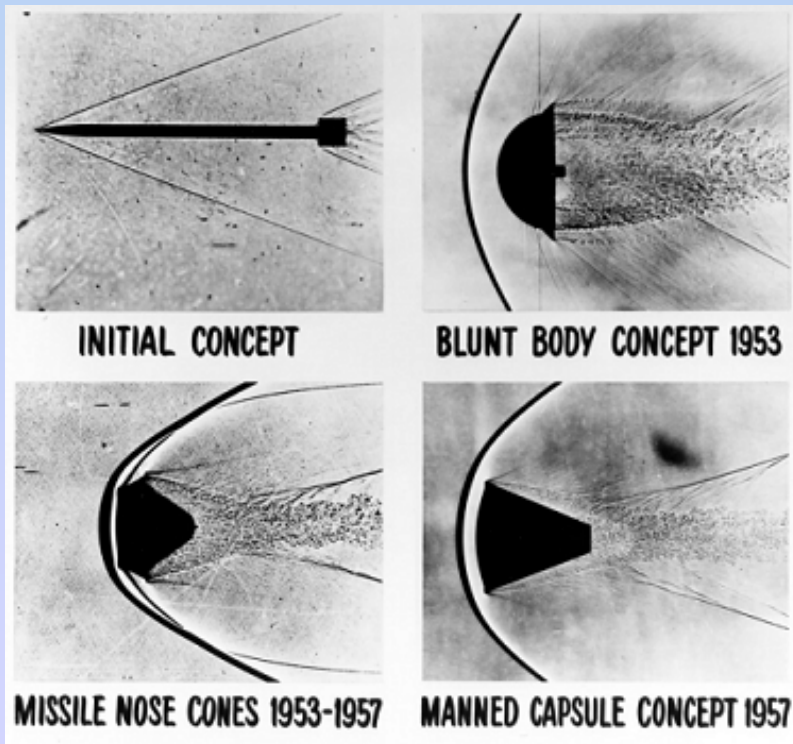 INITIAL CONCEPT
BLUNT BODY CONCEPT 1953
MISSILE NOSE CONES 1953-1957
MANNED CAPSULE CONCEPT 1957